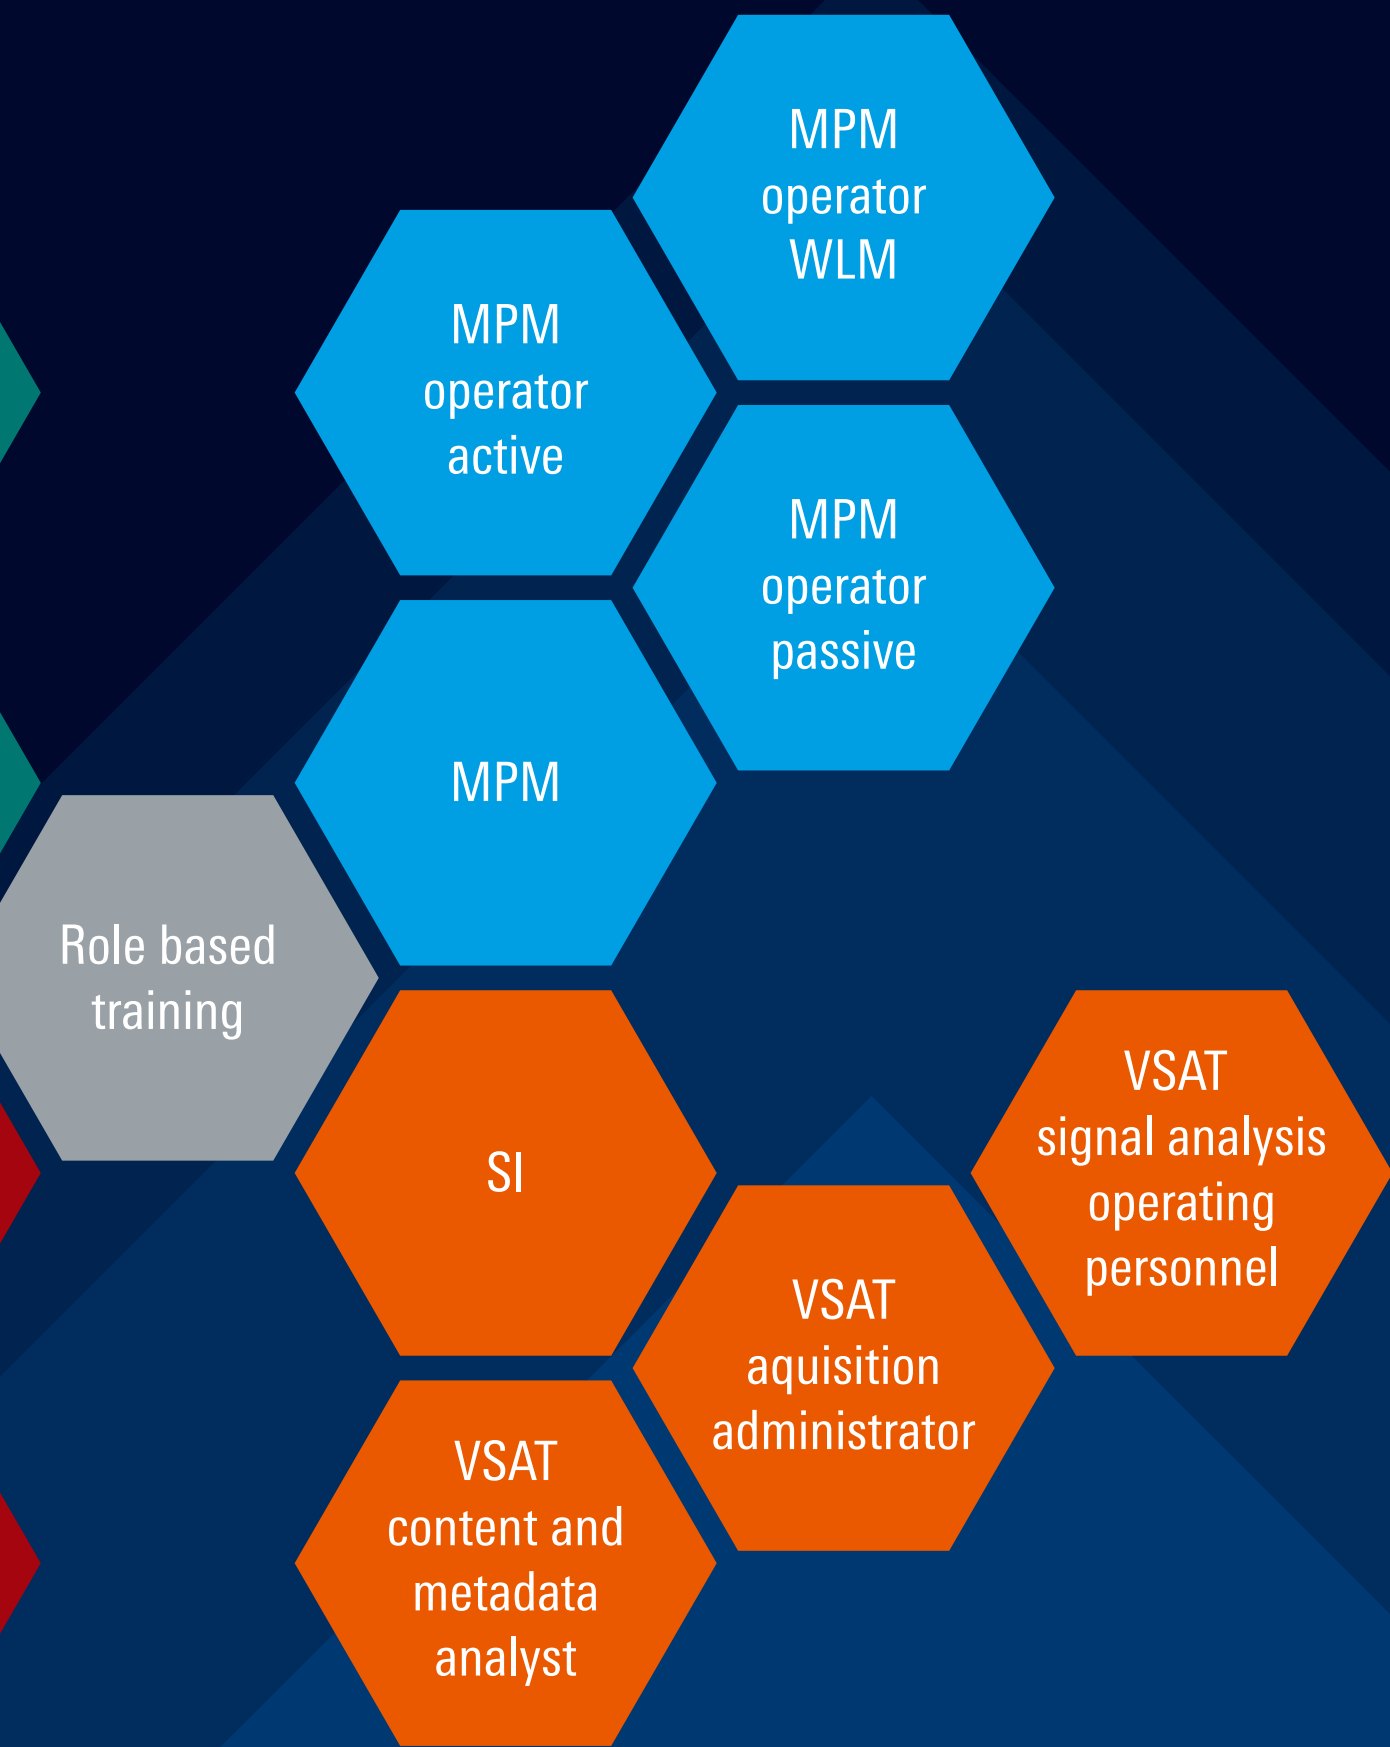 MPM
operator
WLM
MPM
operator
active
MPM
operator
passive
MPM
Role based
training
SI
VSAT
signal analysis
operating
personnel
VSAT
aquisition
administrator
VSAT
content and
metadata
analyst